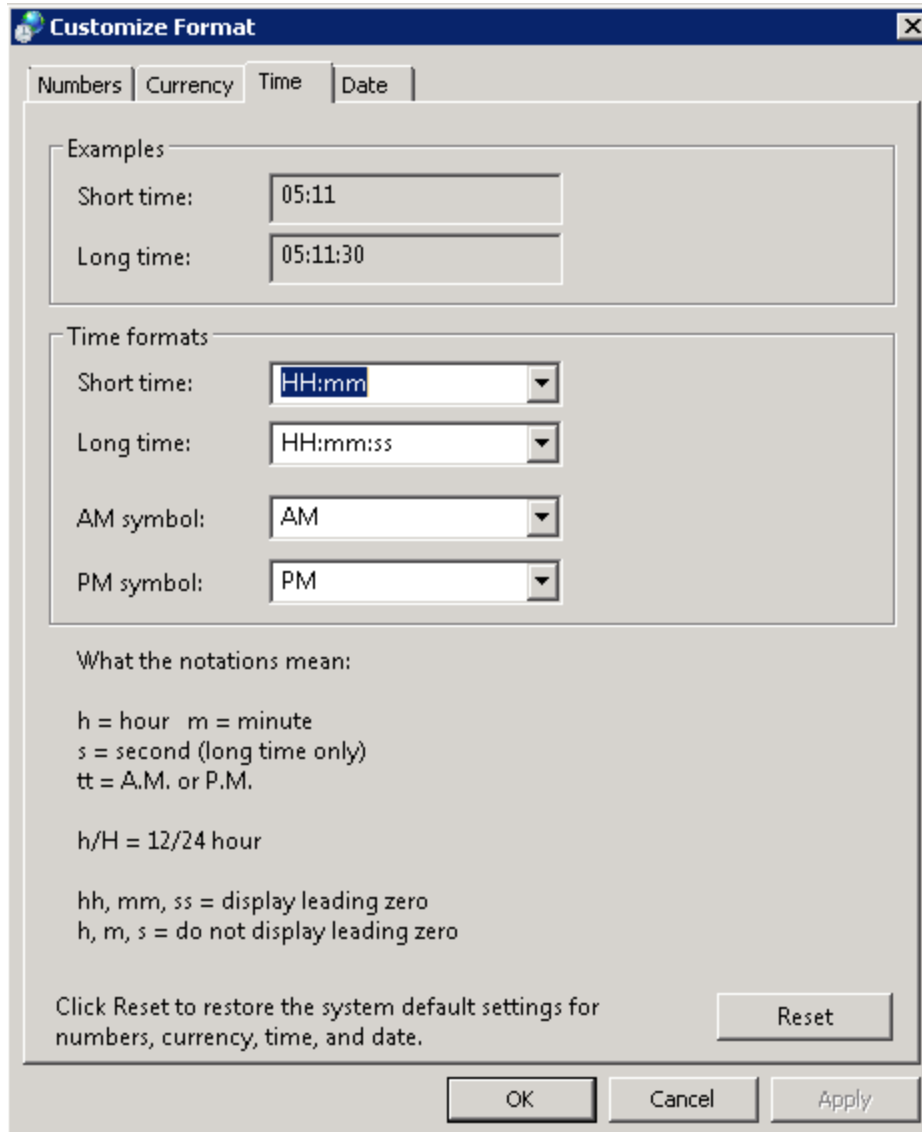 Customize Format
Numbers Currency Time Date
Examples
Short time: 05:11
Long time: 05:11:30
Time formats
Short time: HH:mm
Long time: HH:mm:ss
AM symbol: AM
PM symbol: PM
What the notations mean:
h = hour m = minute
s = second (long time only)
tt = A.M. or P.M.
h/H = 12/24 hour
hh, mm, ss = display leading zero
h, m, s = do not display leading zero
Click Reset to restore the system default settings for
numbers, currency, time, and date.
Reset
OK Cancel Apply